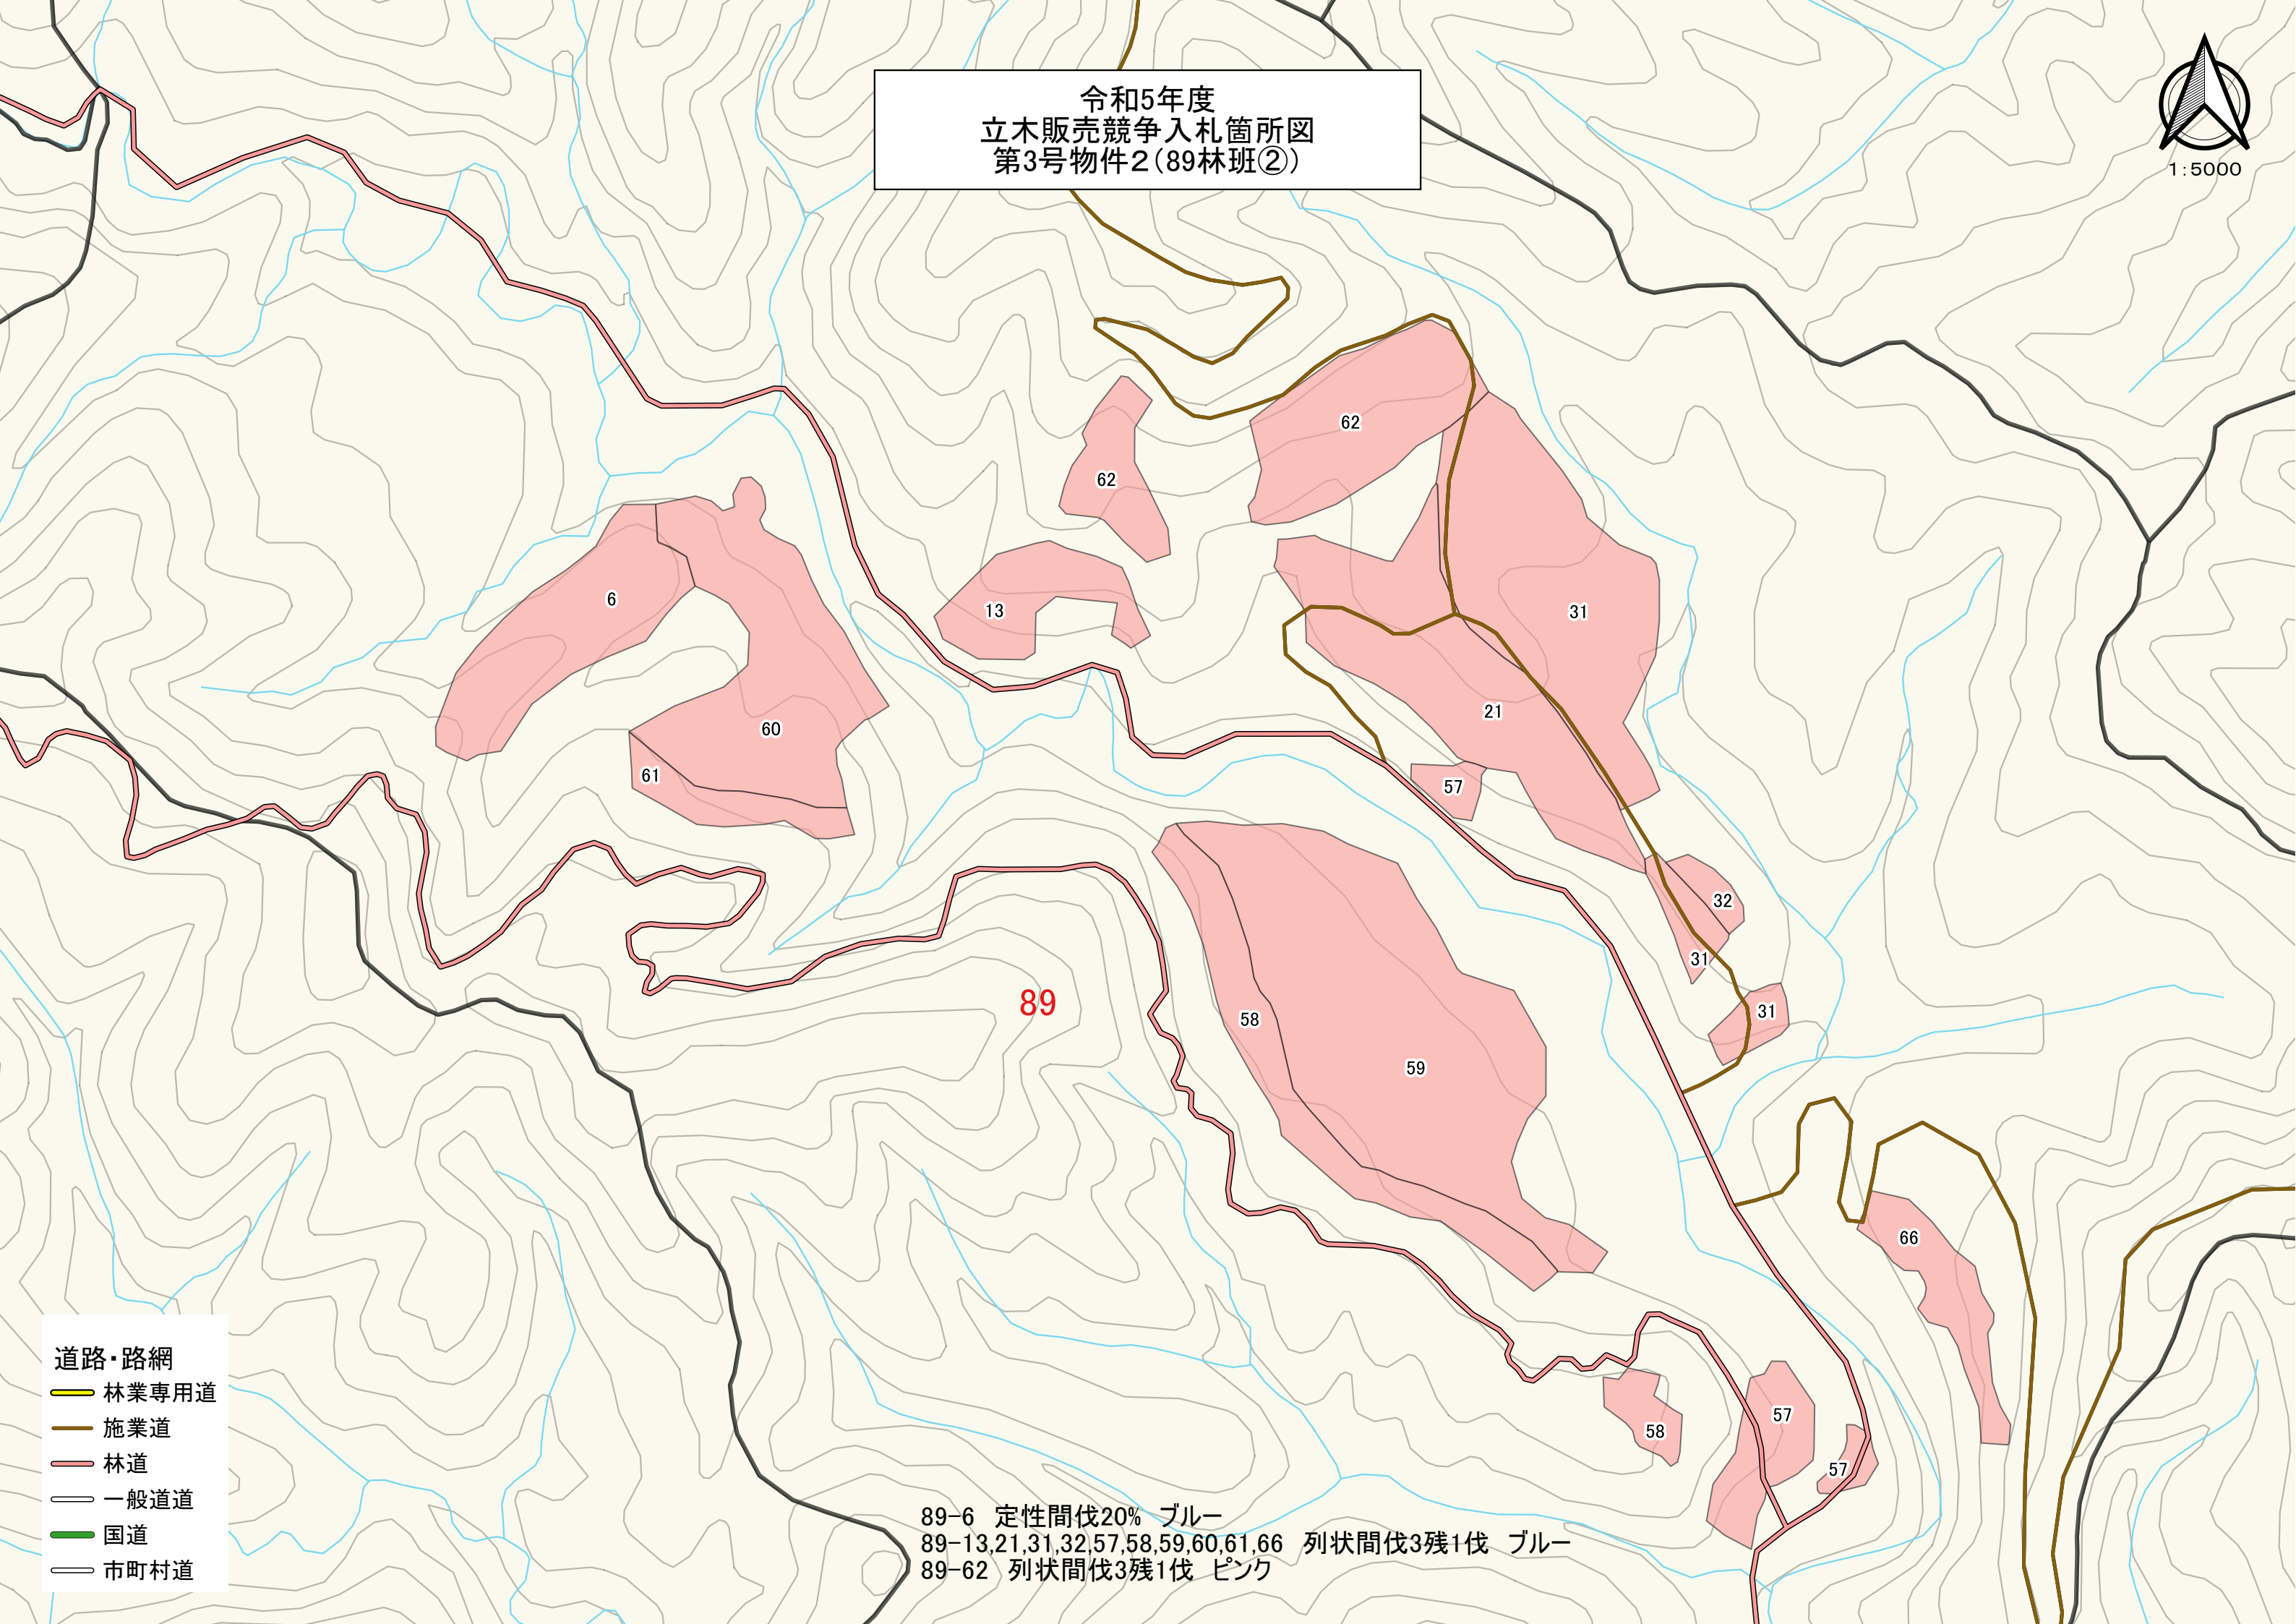 令和5年度
立木販売競争入札箇所図
第3号物件2(89林班②)
1:5000
62
62
6
13
31
21
60
61
57
32
31
31
89
58
59
66
57
58
57
道路・路網
林業専用道
施業道
林道
一般道道
国道
市町村道
89-6 定性間伐20% ブルー
89-13,21,31,32,57,58,59,60,61,66 列状間伐3残1伐 ブルー
89-62 列状間伐3残1伐 ピンク